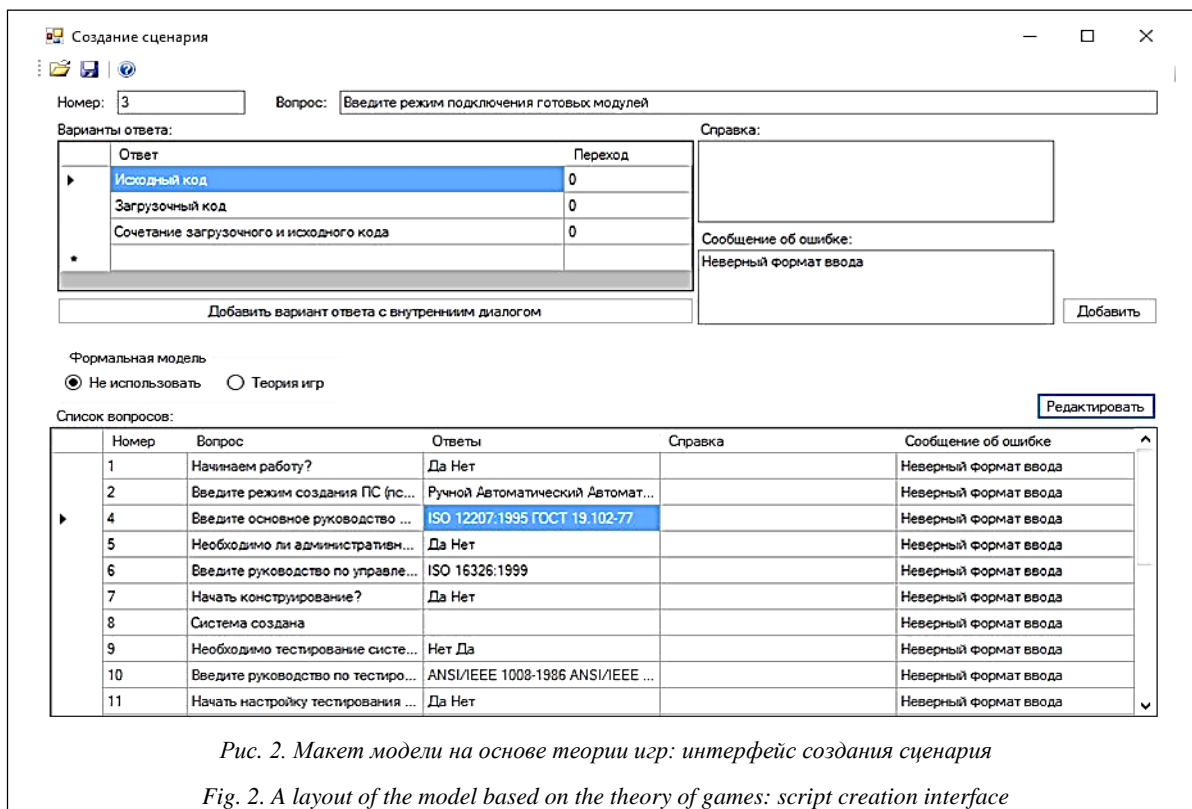 Создание сценария
Номер: 3 Вопрос: Введите режим подключения готовых модулей
Варианты ответа: Справка:
Ответ Переход
Исходный код 0
Загрузочный код 0
Сочетание загрузочного и исходного кода 0
Сообщение об ошибке:
Неверный формат ввода
Добавить вариант ответа с внутренниим диалогом Добавить
Формальная модель
Не использовать Теория игр
Редактировать
Список вопросов:
Номер Вопрос Ответы Справка Сообщение об ошибке
1 Начинаем работу? Да Нет Неверный формат ввода
2 Введите режим создания ПС (пс... Ручной Автоматический Автомат... Неверный формат ввода
4 Введите основное руководство ... ISO 12207:1995 ГОСТ 19.102-77 Неверный формат ввода
5 Необходимо ли административн... Да Нет Неверный формат ввода
6 Введите руководство по управле... ISO 16326:1999 Неверный формат ввода
7 Начать конструирование? Да Нет Неверный формат ввода
8 Система создана Неверный формат ввода
9 Необходимо тестирование систе... Нет Да Неверный формат ввода
10 Введите руководство по тестиро... ANSI/IEEE 1008-1986 ANSI/IEEE ... Неверный формат ввода
11 Начать настройку тестирования ... Да Нет Неверный формат ввода
Рис. 2. Макет модели на основе теории игр: интерфейс создания сценария
Fig. 2. A layout of the model based on the theory of games: script creation interface